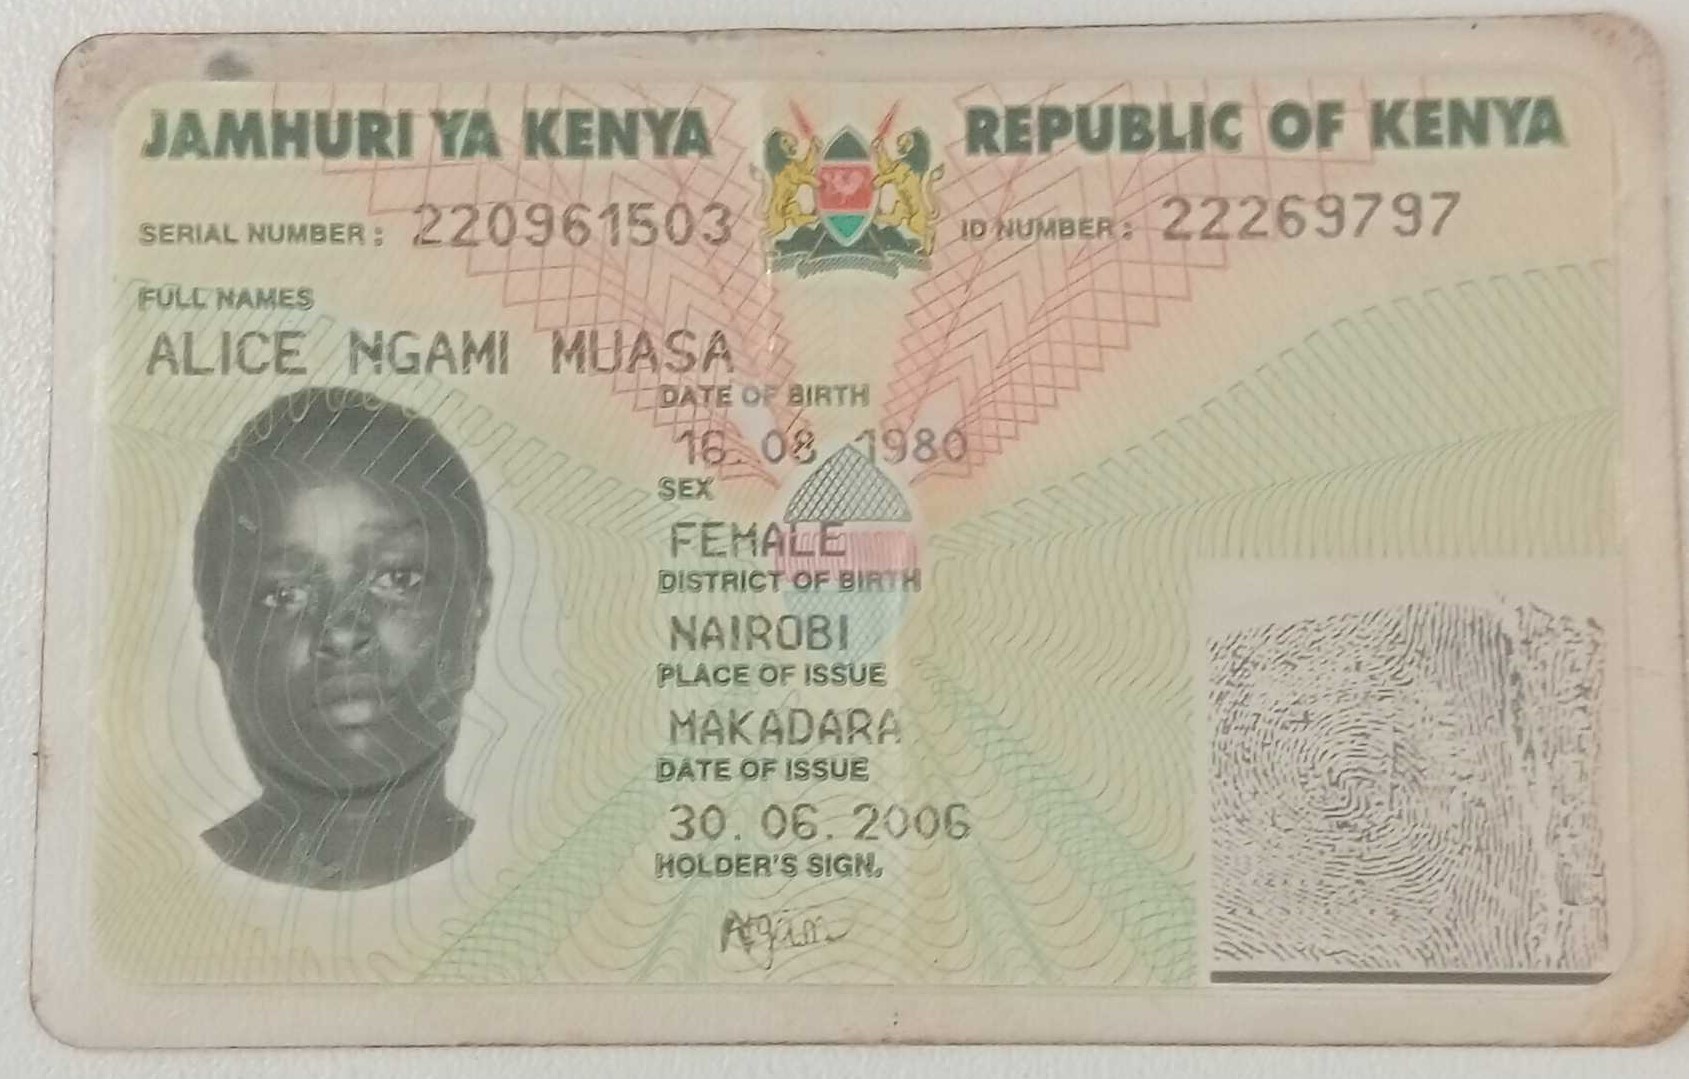 JAMHURI YA KENYA REPUBLIC OF KENYA
SERIAL NUMBER: 220961503 ID NUMBER: 22269797
FULL NAMES
ALICE NGAMI MUASA
DATE OF BIRTH
16.08.1980
SEX
FEMALE
DISTRICT OF BIRTH
NAIROBI
PLACE OF ISSUE
MAKADARA
DATE OF ISSUE
30.06.2006
HOLDER'S SIGN.